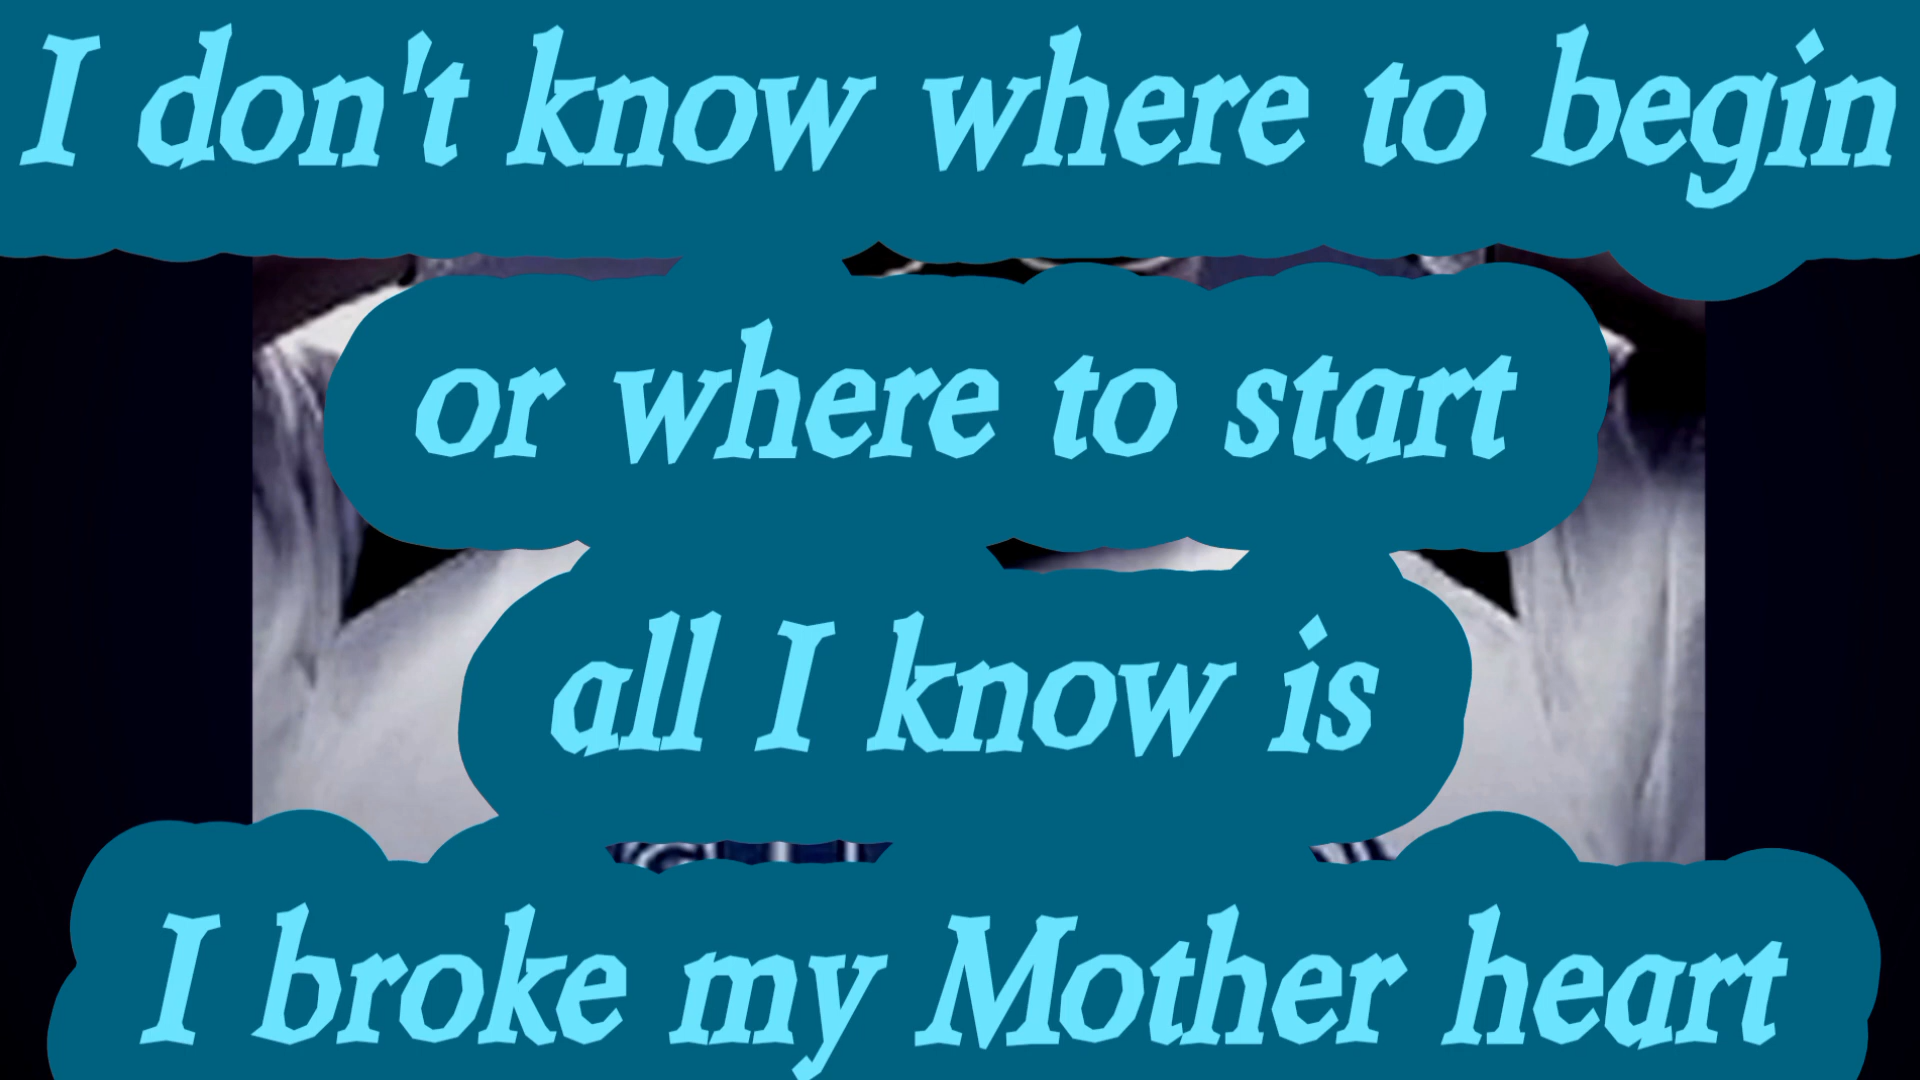 I don't know where to begin
or where to start
all I know is
I broke my Mother heart